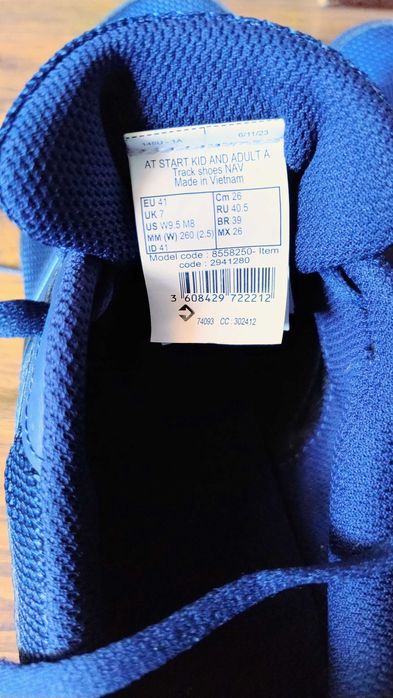 6/11/23
AT START KID AND ADULT A
Track shoes NAV
Made in Vietnam
EU 41 Cm 26
UK 7 RU 40.5
US W9.5 M8 BR 39
MM (W) 260 (2.5) MX 26
ID 41
Model code : 8558250- Item
code : 2941280
3 608429 722212
74093 CC : 302412